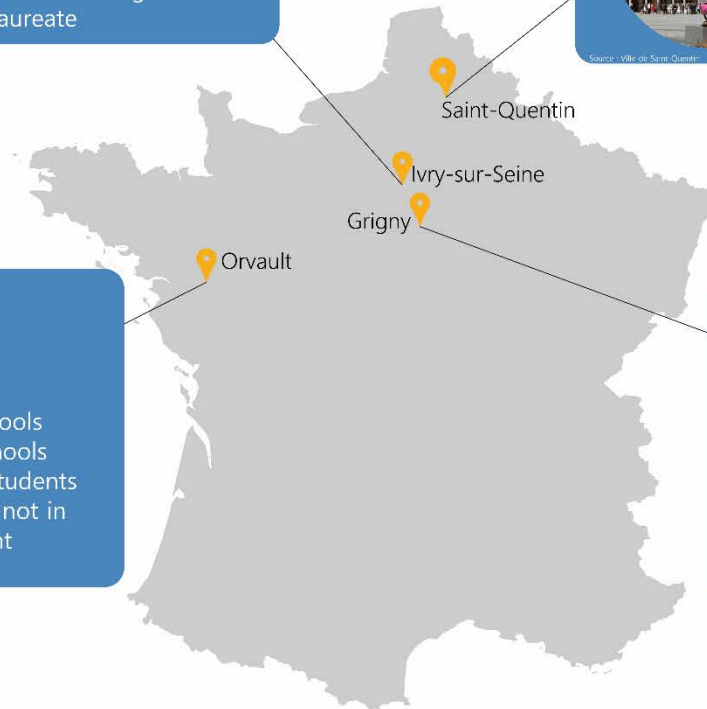 aureate
Source : Ville de Saint-Quentin
Saint-Quentin
Ivry-sur-Seine
Grigny
Orvault
ools
hools
tudents
not in
nt